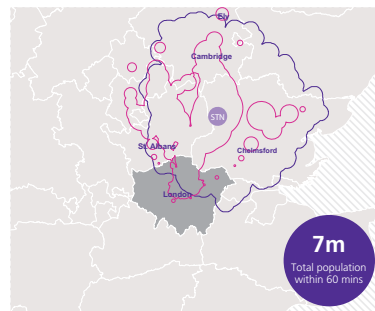 Ely
Cambridge
STN
St. Albans
Chelmsford
London
7m
Total population
within 60 mins